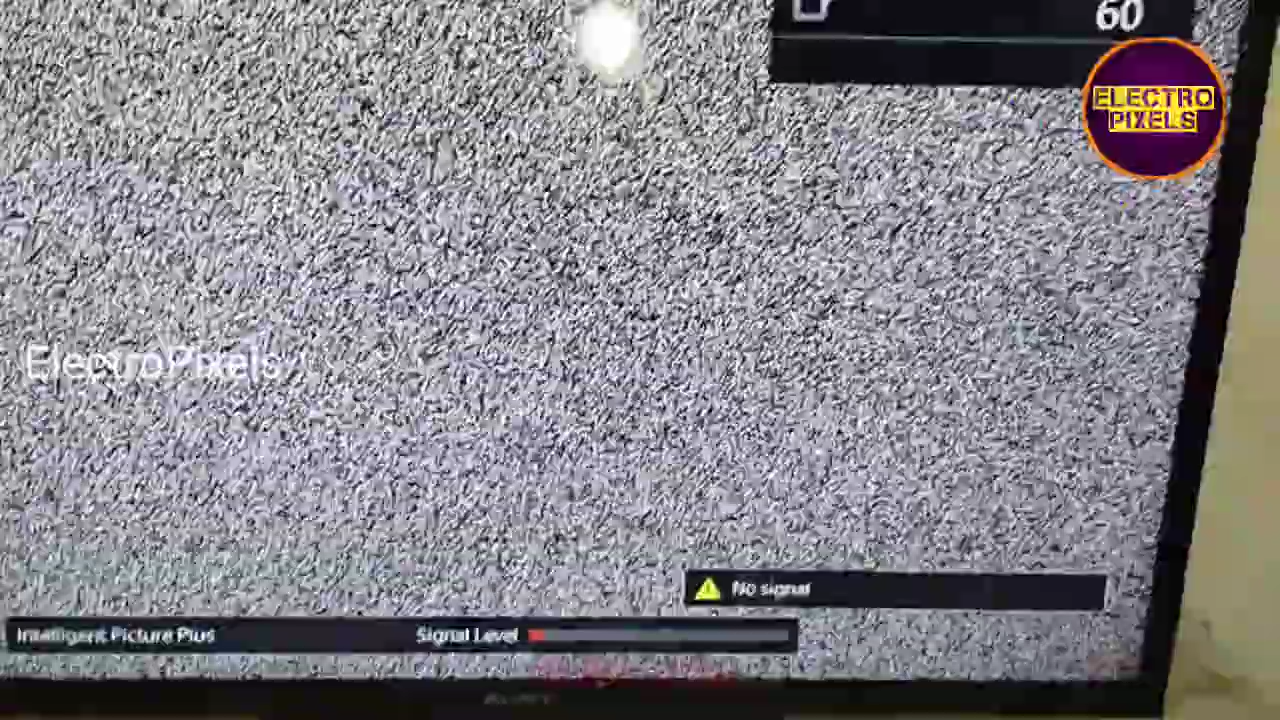 60
ELECTRO
PIXELS
ElectroPixels
No signal
Intelligent Picture Plus
Signal Level